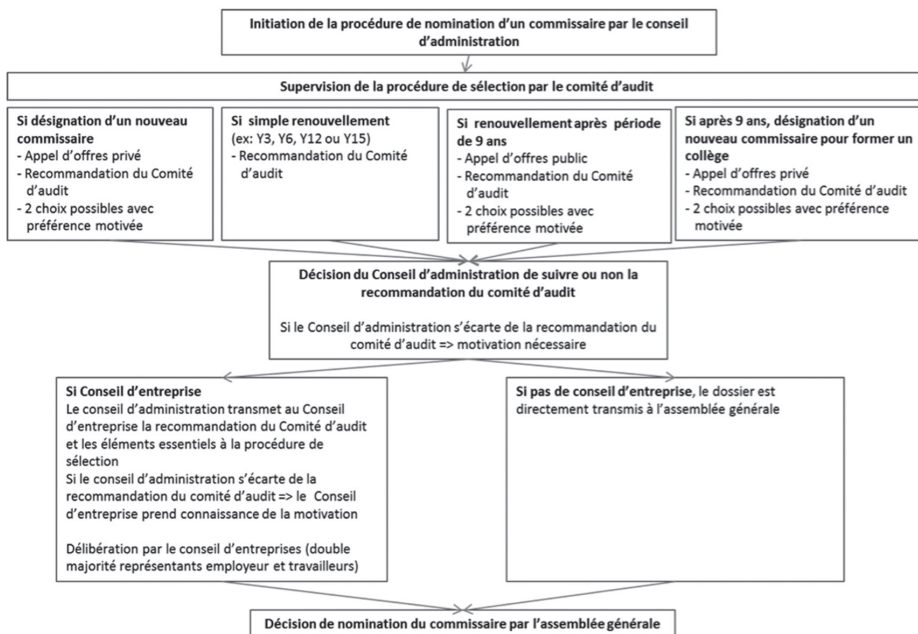 Initiation de la procédure de nomination d'un commissaire par le conseil
d'administration
Supervision de la procédure de sélection par le comité d'audit
Si désignation d'un nouveau
commissaire
- Appel d'offres privé
- Recommandation du Comité
d'audit
- 2 choix possibles avec
préférence motivée
Si simple renouvellement
(ex: Y3, Y6, Y12 ou Y15)
- Recommandation du Comité
d'audit
Si renouvellement après période
de 9 ans
- Appel d'offres public
- Recommandation du Comité
d'audit
- 2 choix possibles avec
préférence motivée
Si après 9 ans, désignation d'un
nouveau commissaire pour former un
collège
- Appel d'offres privé
- Recommandation du Comité d'audit
- 2 choix possibles avec préférence
motivée
Décision du Conseil d'administration de suivre ou non la
recommandation du comité d'audit
Si le Conseil d'administration s'écarte de la recommandation du
comité d'audit => motivation nécessaire
Si Conseil d'entreprise
Le conseil d'administration transmet au Conseil
d'entreprise la recommandation du Comité d'audit
et les éléments essentiels à la procédure de
sélection
Si le conseil d'administration s'écarte de la
recommandation du comité d'audit => le Conseil
d'entreprise prend connaissance de la motivation
Délibération par le conseil d'entreprises (double
majorité représentants employeur et travailleurs)
Si pas de conseil d'entreprise, le dossier est
directement transmis à l'assemblée générale
Décision de nomination du commissaire par l'assemblée générale